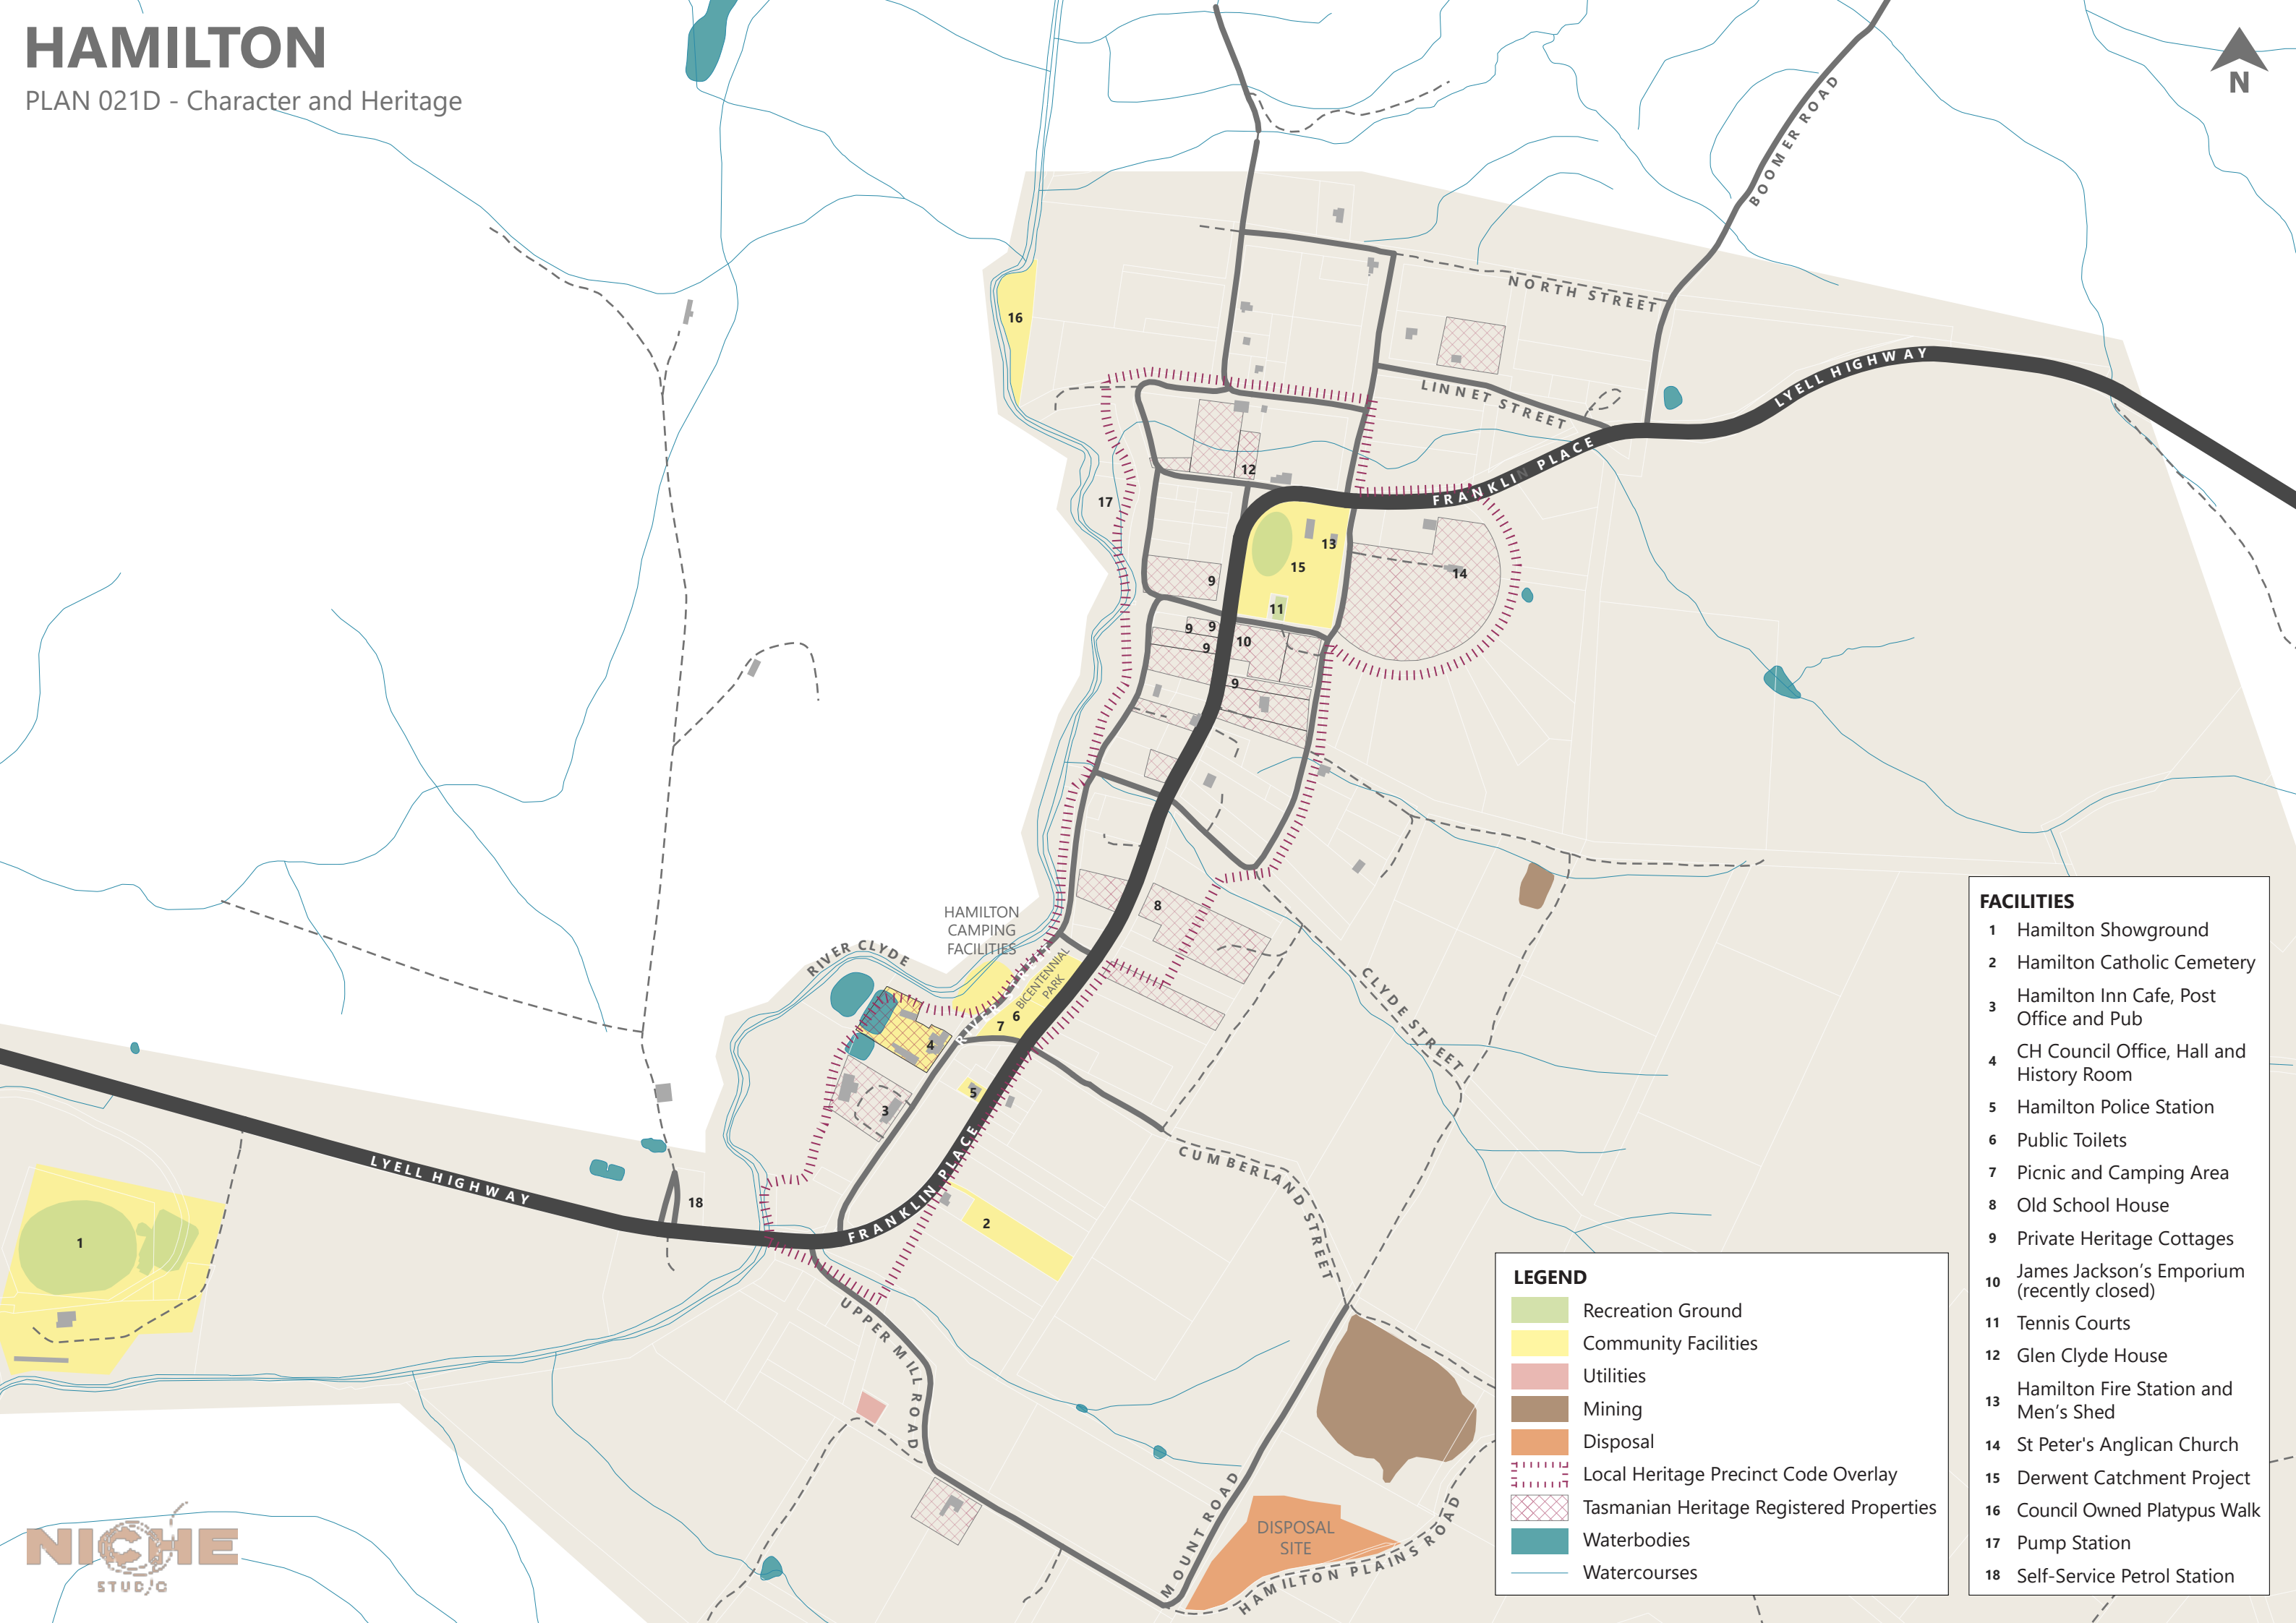 HAMILTON
PLAN 021D - Character and Heritage
N
BOOMER ROAD
NORTH STREET
16
LINNET STREET
LYELL HIGHWAY
FRANKLIN PLACE
12
17
13
15
14
9
11
9
9
10
9
9
8
HAMILTON
CAMPING
FACILITIES
RIVER CLYDE
BICENTENNIAL
PARK
CLYDE STREET
6
7
4
5
3
CUMBERLAND STREET
LYELL HIGHWAY
18
FRANKLIN PLACE
2
1
UPPER MILL ROAD
MOUNT ROAD
DISPOSAL
SITE
HAMILTON PLAINS ROAD
NICHE
STUDIO
LEGEND
Recreation Ground
Community Facilities
Utilities
Mining
Disposal
Local Heritage Precinct Code Overlay
Tasmanian Heritage Registered Properties
Waterbodies
Watercourses
FACILITIES
1 Hamilton Showground
2 Hamilton Catholic Cemetery
3 Hamilton Inn Cafe, Post
Office and Pub
4 CH Council Office, Hall and
History Room
5 Hamilton Police Station
6 Public Toilets
7 Picnic and Camping Area
8 Old School House
9 Private Heritage Cottages
10 James Jackson’s Emporium
(recently closed)
11 Tennis Courts
12 Glen Clyde House
13 Hamilton Fire Station and
Men’s Shed
14 St Peter's Anglican Church
15 Derwent Catchment Project
16 Council Owned Platypus Walk
17 Pump Station
18 Self-Service Petrol Station